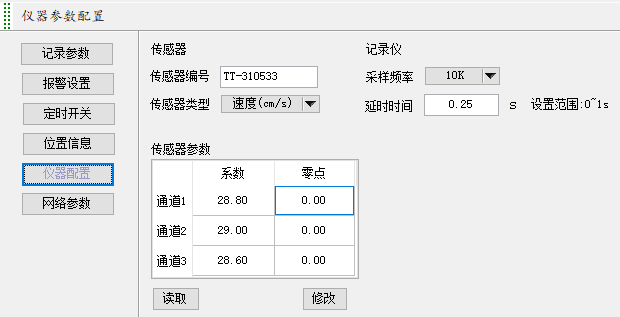 仪器参数配置
记录参数
报警设置
定时开关
位置信息
仪器配置
网络参数
传感器
传感器编号 TT-310533
传感器类型 速度(cm/s)
记录仪
采样频率 10K
延时时间 0.25 S 设置范围:0~1s
传感器参数
系数 零点
通道1 28.80 0.00
通道2 29.00 0.00
通道3 28.60 0.00
读取 修改